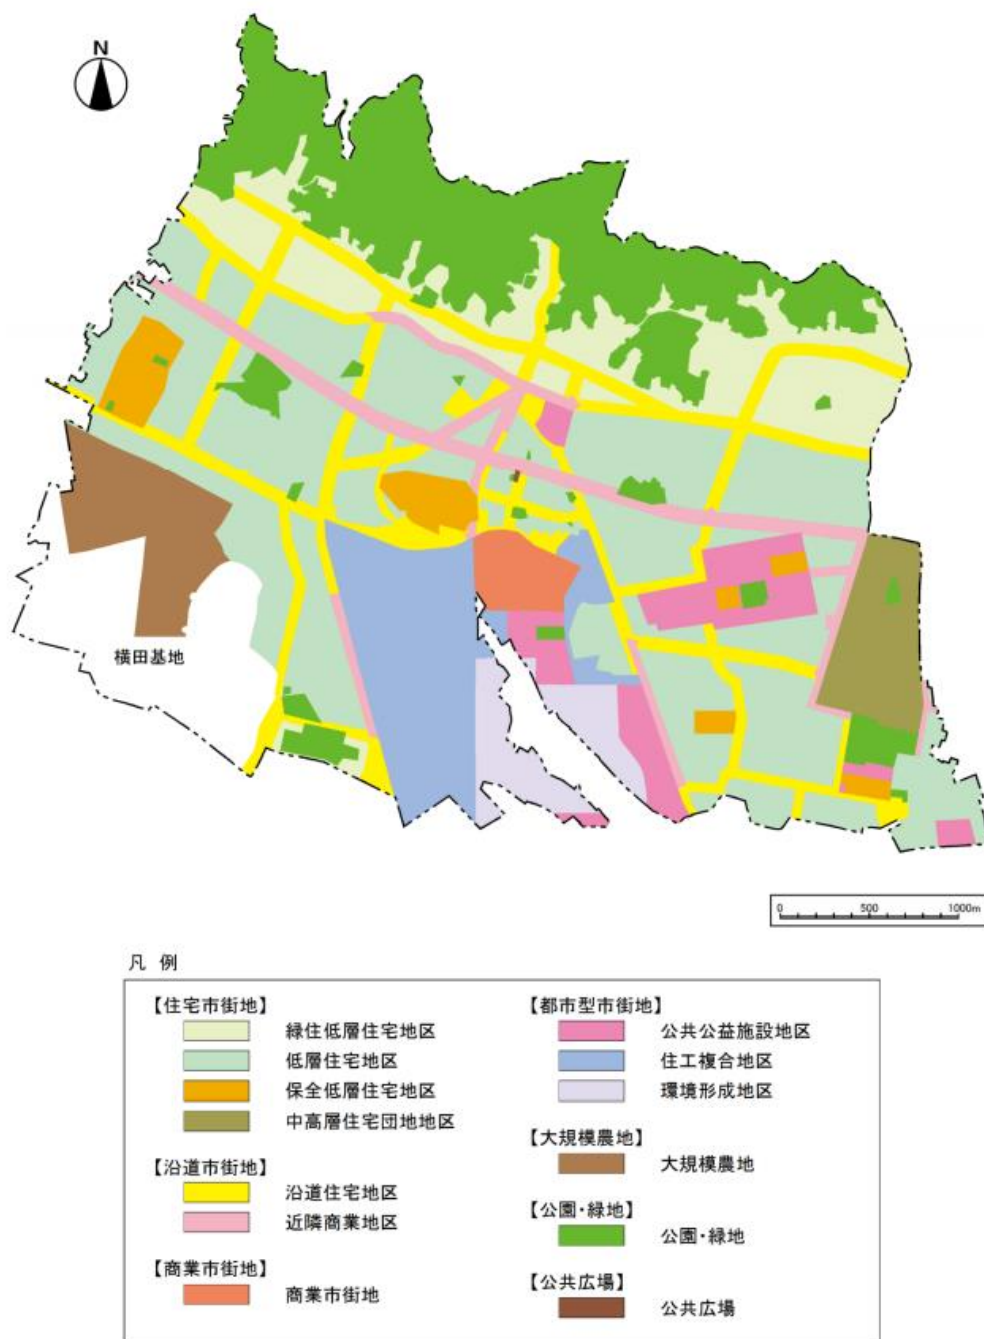 N
横田基地
0 500 1000m
凡 例
【住宅市街地】
緑住低層住宅地区
低層住宅地区
保全低層住宅地区
中高層住宅団地地区
【沿道市街地】
沿道住宅地区
近隣商業地区
【商業市街地】
商業市街地
【都市型市街地】
公共公益施設地区
住工複合地区
環境形成地区
【大規模農地】
大規模農地
【公園・緑地】
公園・緑地
【公共広場】
公共広場